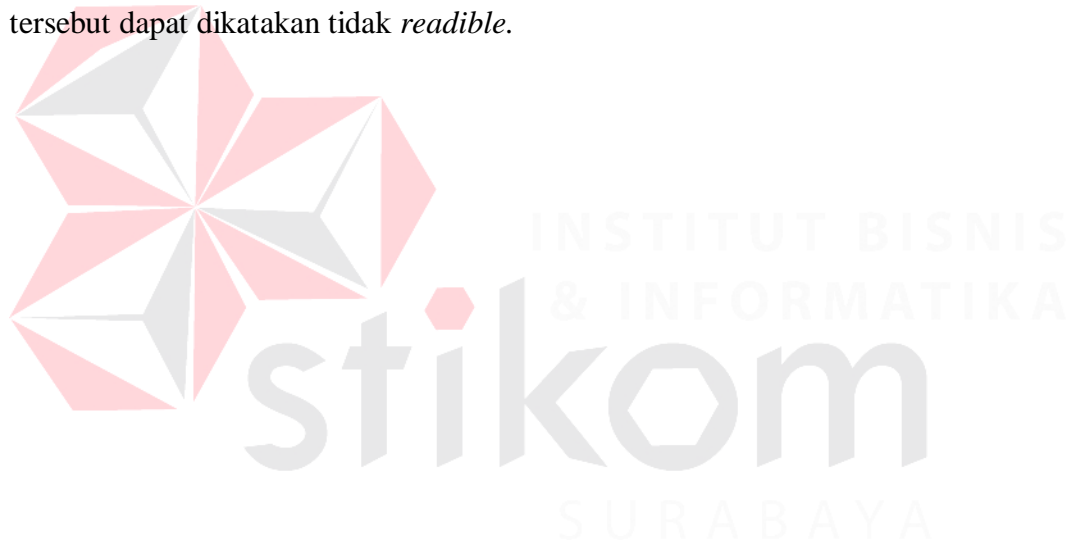 tersebut dapat dikatakan tidak readible.
INSTITUT BISNIS
& INFORMATIKA
stikom
SURABAYA